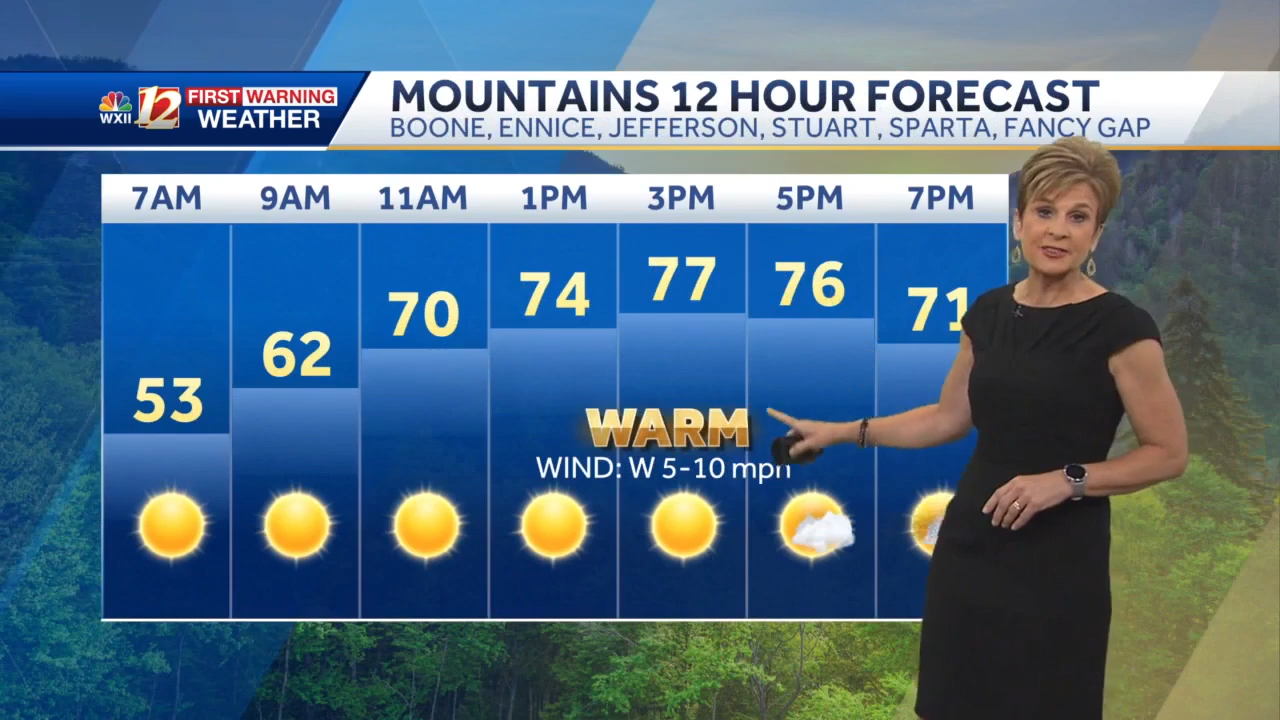 WXII 12 FIRST WARNING
WEATHER
MOUNTAINS 12 HOUR FORECAST
BOONE, ENNICE, JEFFERSON, STUART, SPARTA, FANCY GAP
7AM 9AM 11AM 1PM 3PM 5PM 7PM
53 62 70 74 77 76 71
WARM
WIND: W 5-10 mph